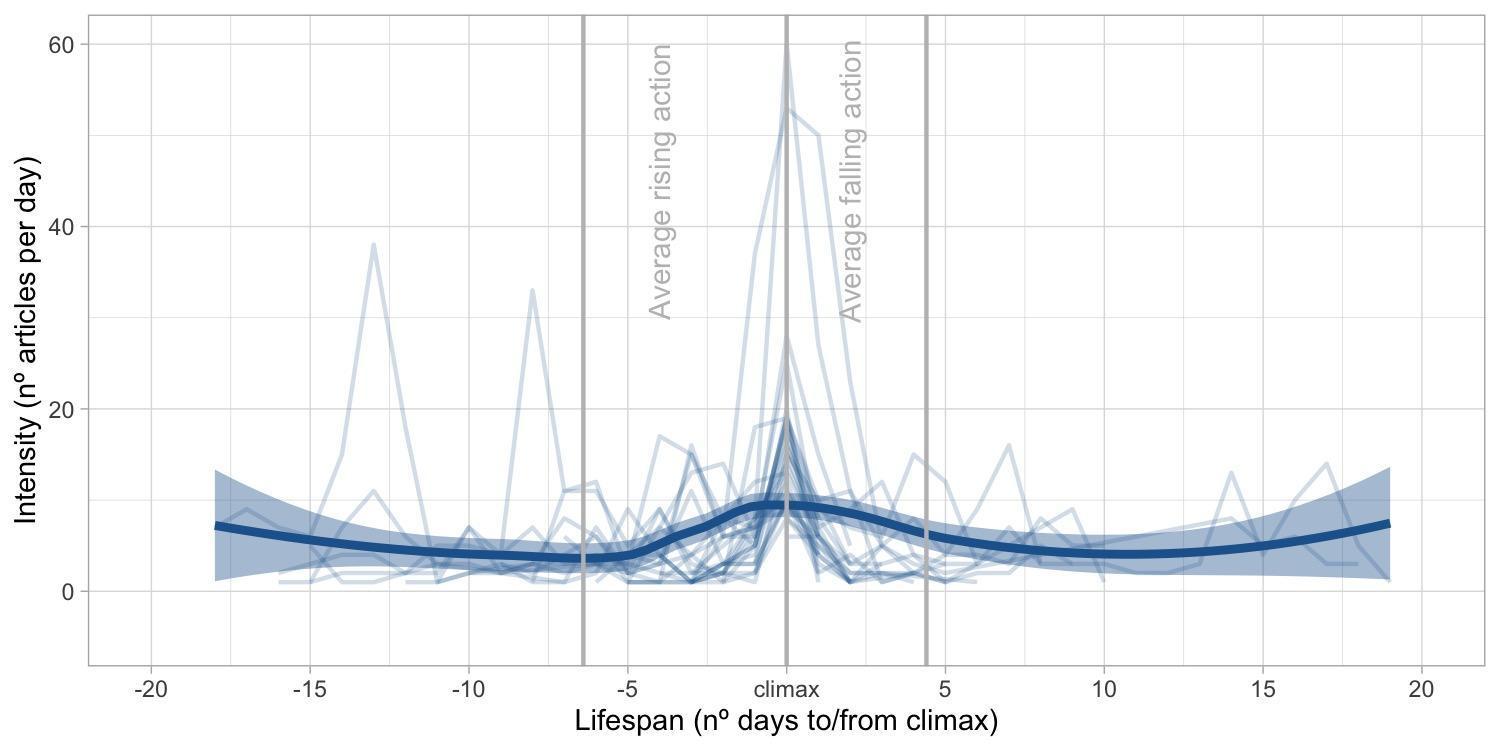 60
40
20
0
Intensity (nº articles per day)
Average rising action
Average falling action
-20
-15
-10
-5
climax
5
10
15
20
Lifespan (nº days to/from climax)